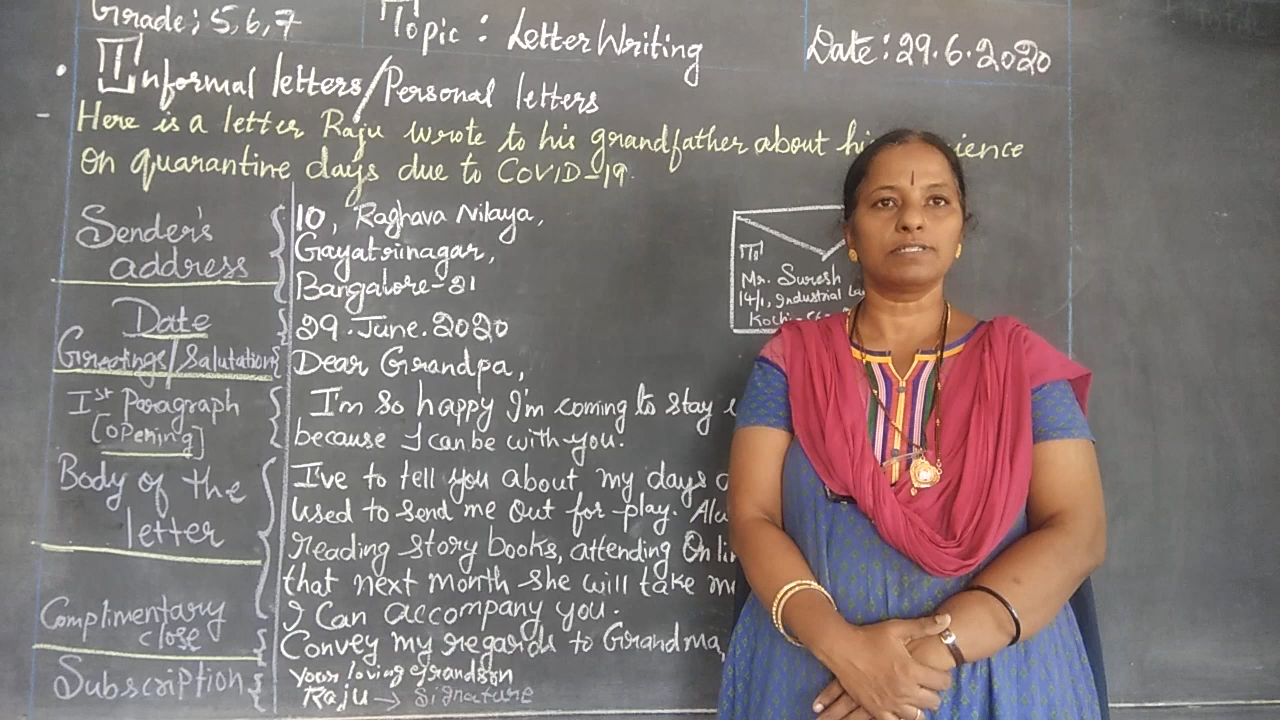 Grade: 5,6,7
Topic: Letter Writing
Date: 29.6.2020
Informal letters/Personal letters
- Here is a letter Raju wrote to his grandfather about
on quarantine days due to COVID-19.
Sender's
address
10, Raghava Nilaya,
Gayatrinagar,
Bangalore-21
To
Mr. Suresh
14/1, Industrial
Kochi
Date
29.June.2020
Greetings/Salutation
Dear Grandpa,
Ist Paragraph
[Opening]
I'm so happy I'm coming to stay
because I can be with you.
Body of the
letter
I've to tell you about my days
used to send me out for play.
reading story books, attending
that next month she will take
I can accompany you.
Complimentary
close
Convey my regards to Grandma,
Subscription
your loving grandson
Raju → Signature